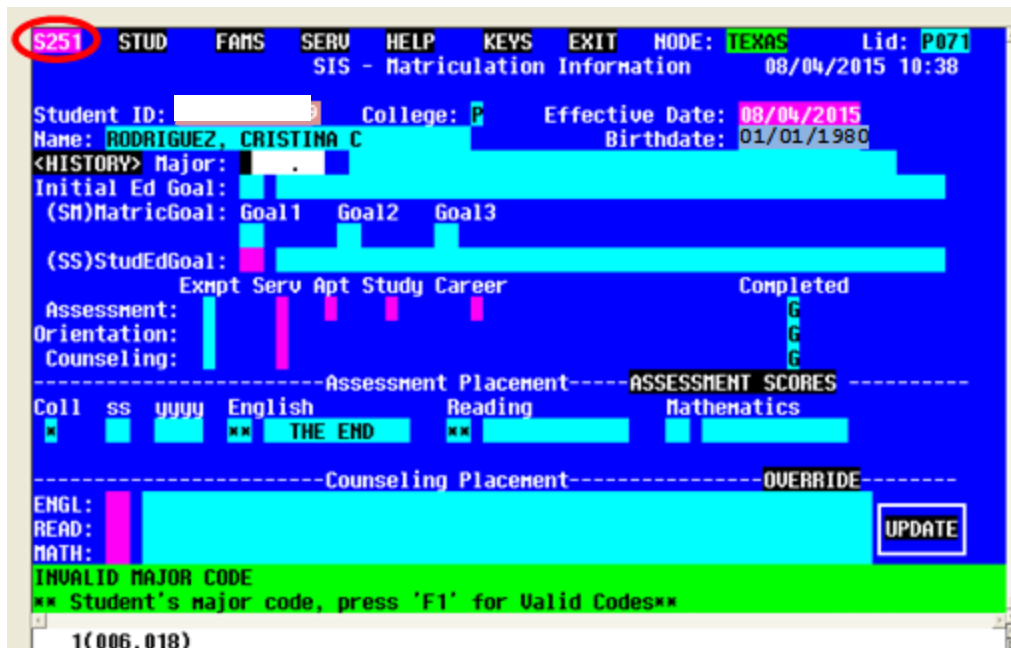 S251 STUD FAMS SERV HELP KEYS EXIT NODE: TEXAS Lid: P071
SIS - Matriculation Information 08/04/2015 10:38
Student ID: College: P Effective Date: 08/04/2015
Name: RODRIGUEZ, CRISTINA C Birthdate: 01/01/1980
<HISTORY> Major: .
Initial Ed Goal:
(SM)MatricGoal: Goal1 Goal2 Goal3
(SS)StudEdGoal:
Exmpt Serv Apt Study Career Completed
Assessment: G
Orientation: G
Counseling: G
------------------------Assessment Placement-----ASSESSMENT SCORES ----------
Coll ss yyyy English Reading Mathematics
* ** THE END **
------------------------Counseling Placement----------------OVERRIDE--------
ENGL:
READ: UPDATE
MATH:
INVALID MAJOR CODE
** Student's major code, press 'F1' for Valid Codes**
1(006,018)